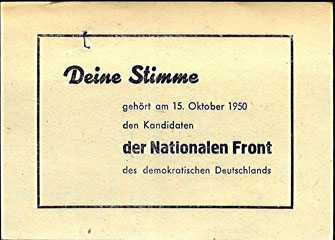 Deine Stimme
gehört am 15. Oktober 1950
den Kandidaten
der Nationalen Front
des demokratischen Deutschlands